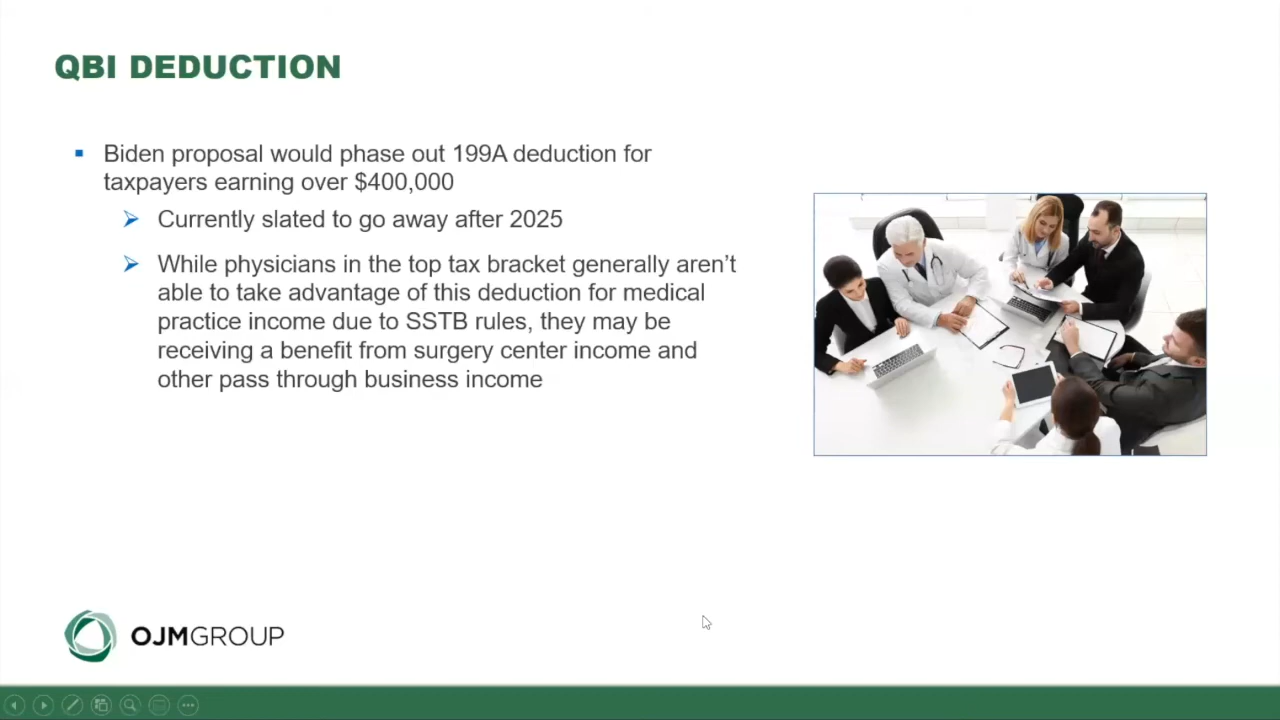 QBI DEDUCTION
Biden proposal would phase out 199A deduction for
taxpayers earning over $400,000
Currently slated to go away after 2025
While physicians in the top tax bracket generally aren’t
able to take advantage of this deduction for medical
practice income due to SSTB rules, they may be
receiving a benefit from surgery center income and
other pass through business income
OJMGROUP